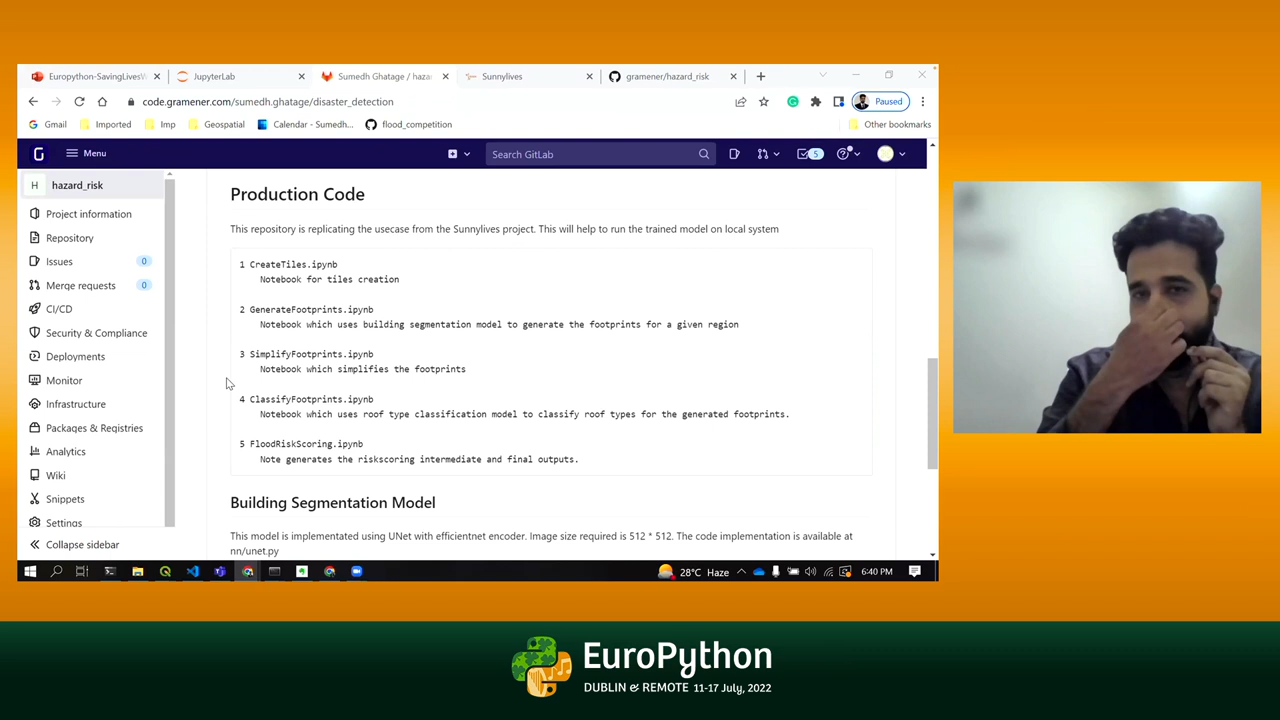 Europython-SavingLivesW
JupyterLab
Sumedh Ghatage / haza
Sunnylives
gramener/hazard_risk
code.gramener.com/sumedh.ghatage/disaster_detection
Paused
Gmail
Imported
Imp
Geospatial
Calendar - Sumedh...
flood_competition
Other bookmarks
Menu
Search GitLab
5
H hazard_risk
Project information
Repository
Issues 0
Merge requests 0
CI/CD
Security & Compliance
Deployments
Monitor
Infrastructure
Packages & Registries
Analytics
Wiki
Snippets
Settings
Collapse sidebar
Production Code
This repository is replicating the usecase from the Sunnylives project. This will help to run the trained model on local system
1 CreateTiles.ipynb
Notebook for tiles creation
2 GenerateFootprints.ipynb
Notebook which uses building segmentation model to generate the footprints for a given region
3 SimplifyFootprints.ipynb
Notebook which simplifies the footprints
4 ClassifyFootprints.ipynb
Notebook which uses roof type classification model to classify roof types for the generated footprints.
5 FloodRiskScoring.ipynb
Note generates the riskscoring intermediate and final outputs.
Building Segmentation Model
This model is implementated using UNet with efficientnet encoder. Image size required is 512 * 512. The code implementation is available at
nn/unet.py
28°C Haze
6:40 PM
EuroPython
DUBLIN & REMOTE 11-17 July, 2022